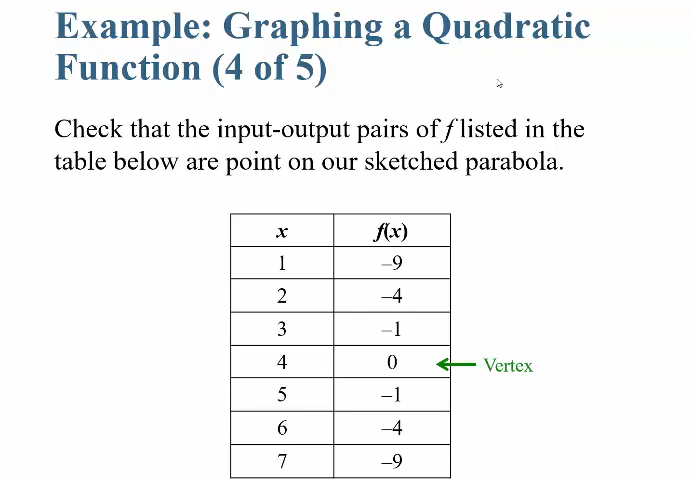 Example: Graphing a Quadratic
Function (4 of 5)
Check that the input-output pairs of f listed in the
table below are point on our sketched parabola.
x f(x)
1 –9
2 –4
3 –1
4 0 Vertex
5 –1
6 –4
7 –9